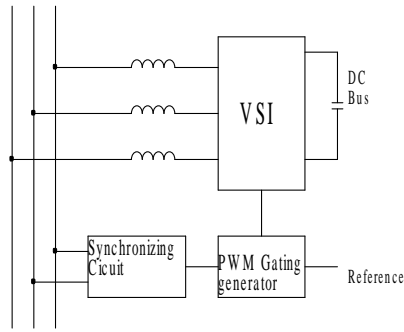 VSI
DC
Bus
Synchronizing
Cicuit
PWM Gating
generator
Reference